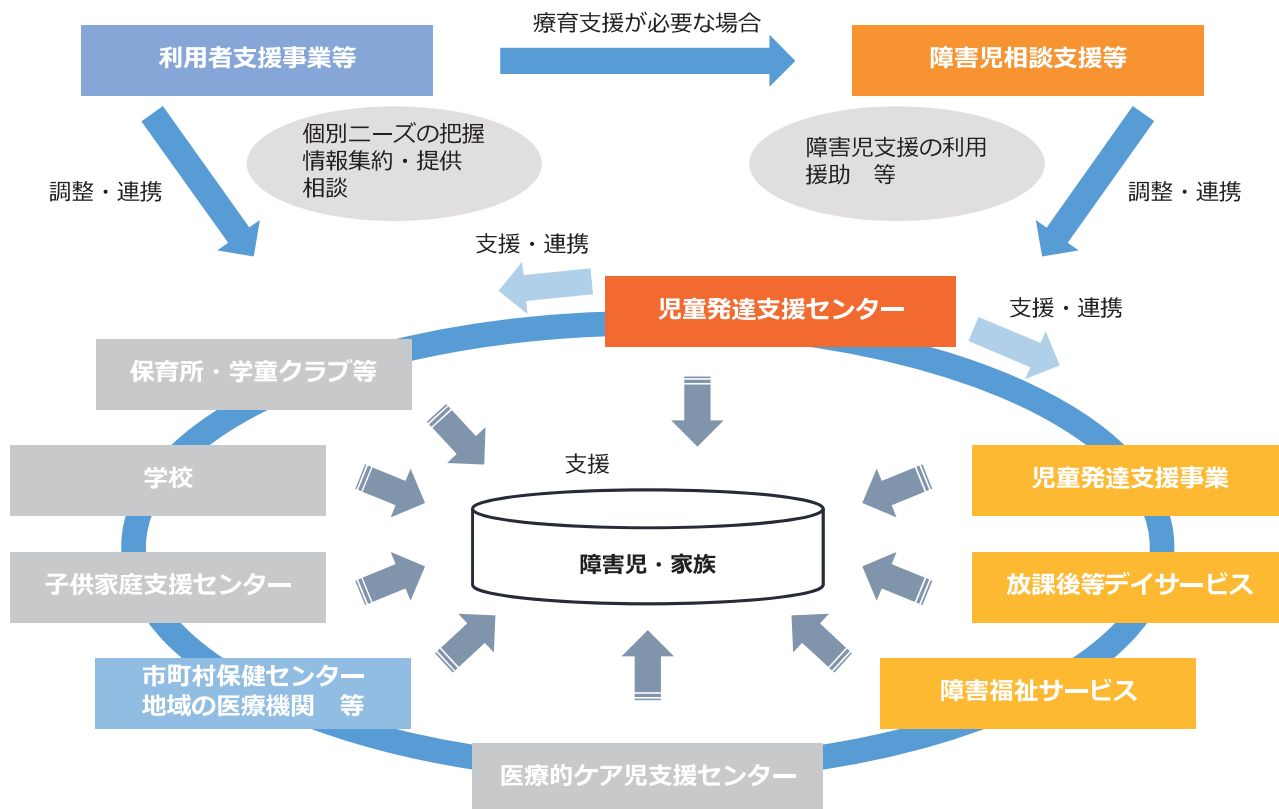 療育支援が必要な場合
利用者支援事業等
障害児相談支援等
個別ニーズの把握
情報集約・提供
相談
障害児支援の利用
援助　等
調整・連携
調整・連携
支援・連携
児童発達支援センター
支援・連携
保育所・学童クラブ等
学校
支援
児童発達支援事業
子供家庭支援センター
障害児・家族
放課後等デイサービス
市町村保健センター
地域の医療機関　等
障害福祉サービス
医療的ケア児支援センター